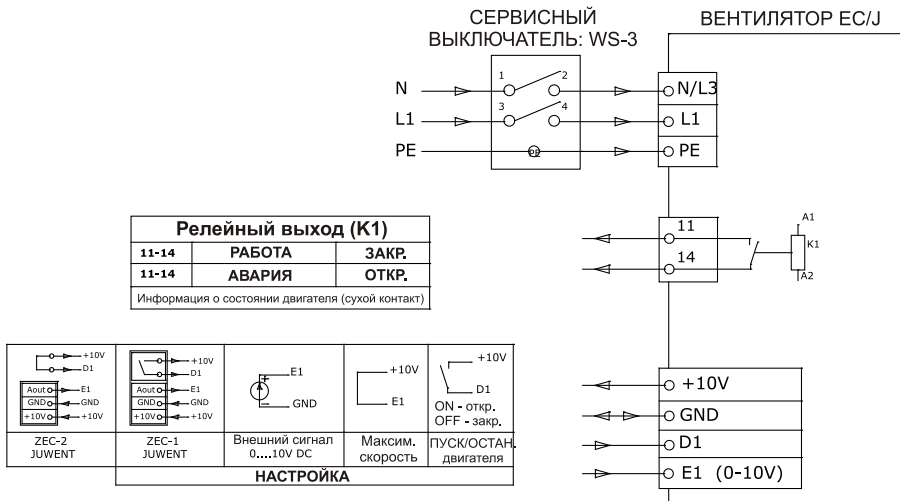 СЕРВИСНЫЙ
ВЫКЛЮЧАТЕЛЬ: WS-3
ВЕНТИЛЯТОР EC/J
1 2
N N/L3
3 4
L1 L1
PE PE PE
Релейный выход (K1)
11-14 РАБОТА ЗАКР.
11-14 АВАРИЯ ОТКР.
Информация о состоянии двигателя (сухой контакт)
11
14
A1
K1
A2
+10V
D1
Aout E1
GND GND
+10V +10V
ZEC-2
JUWENT
+10V
D1
Aout E1
GND GND
+10V +10V
ZEC-1
JUWENT
+
E1
−
GND
Внешний сигнал
0....10V DC
+10V
E1
Максим.
скорость
+10V
D1
ON - откр.
OFF - закр.
ПУСК/ОСТАН.
двигателя
НАСТРОЙКА
+10V
GND
D1
E1 (0-10V)